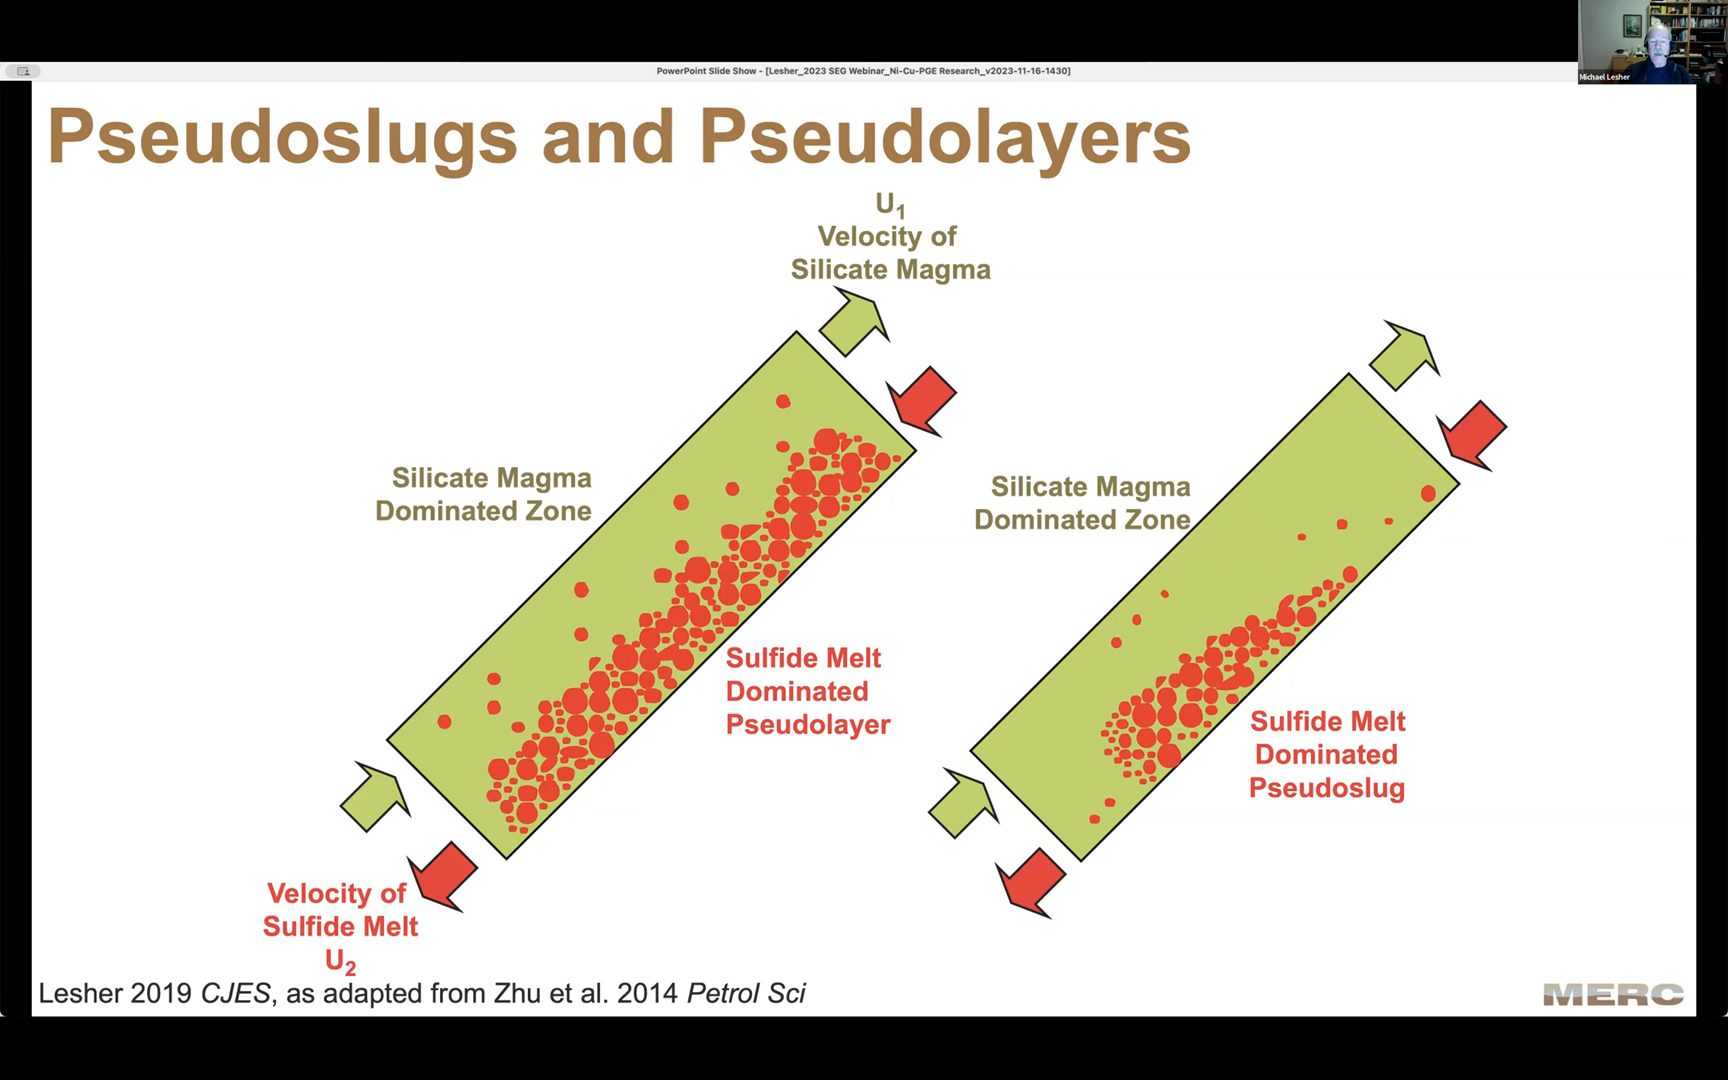 PowerPoint Slide Show - [Lesher_2023 SEG Webinar_Ni-Cu-PGE Research_v2023-11-16-1430]
Michael Lesher
Pseudoslugs and Pseudolayers
U1
Velocity of
Silicate Magma
Silicate Magma
Dominated Zone
Sulfide Melt
Dominated
Pseudolayer
Velocity of
Sulfide Melt
U2
Silicate Magma
Dominated Zone
Sulfide Melt
Dominated
Pseudoslug
Lesher 2019 CJES, as adapted from Zhu et al. 2014 Petrol Sci
MERC